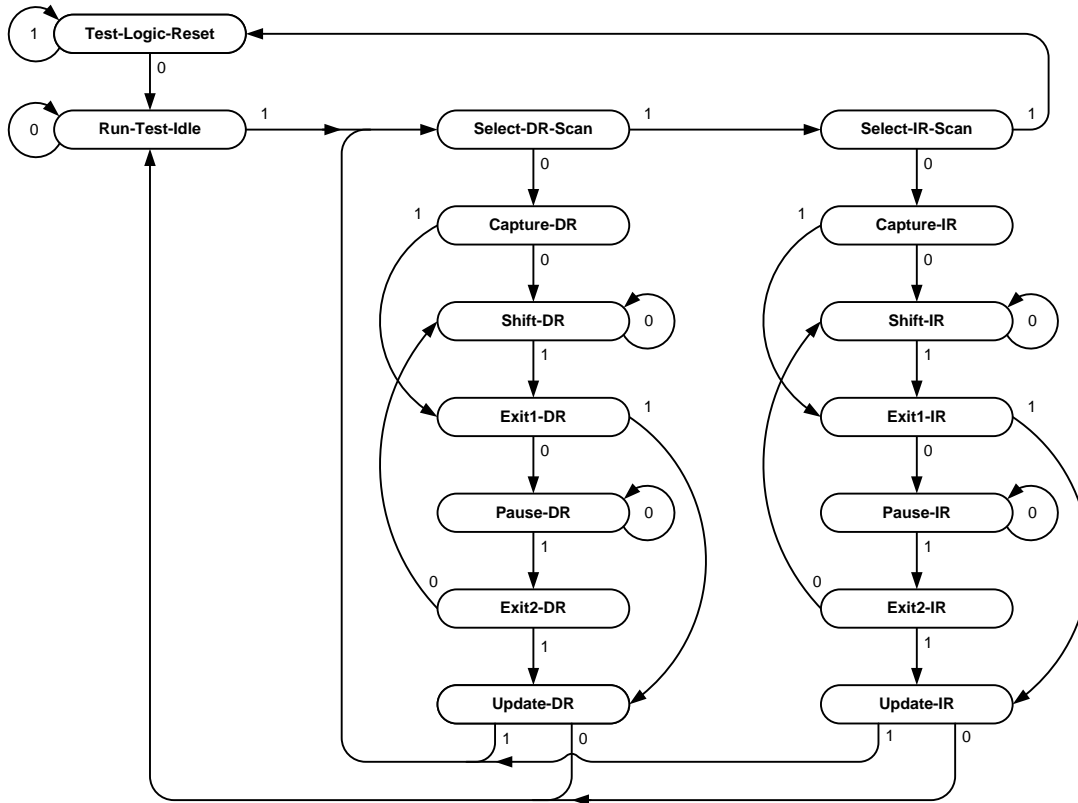 Test-Logic-Reset
1
0
Run-Test-Idle
0
1
Select-DR-Scan
1
Select-IR-Scan
1
0
0
1
Capture-DR
1
Capture-IR
0
0
Shift-DR
0
Shift-IR
0
1
1
Exit1-DR
1
Exit1-IR
1
0
0
Pause-DR
0
Pause-IR
0
1
1
0
Exit2-DR
0
Exit2-IR
1
1
Update-DR
Update-IR
1
0
1
0